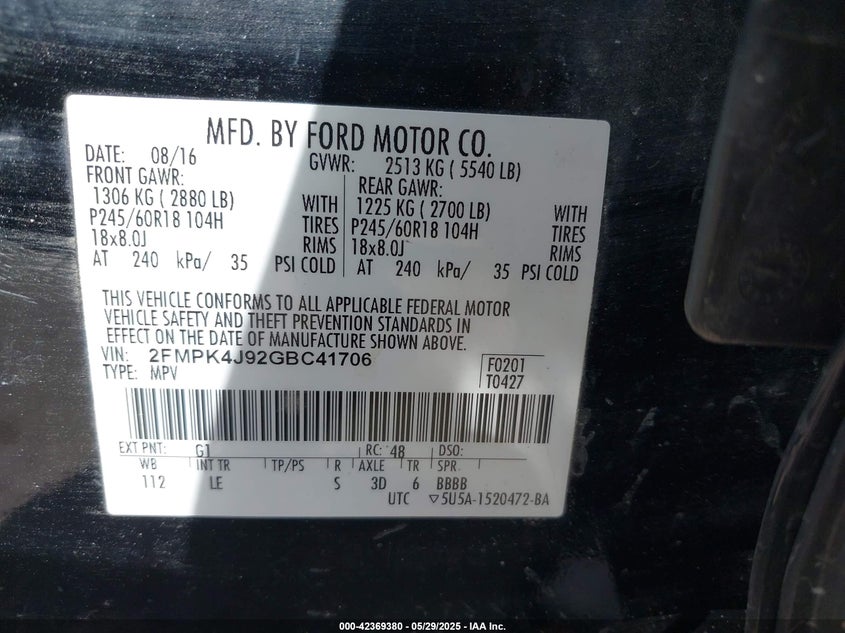 MFD. BY FORD MOTOR CO.
DATE: 08/16 GVWR: 2513 KG ( 5540 LB)
FRONT GAWR: REAR GAWR:
1306 KG ( 2880 LB) WITH 1225 KG ( 2700 LB) WITH
P245/60R18 104H TIRES P245/60R18 104H TIRES
18x8.0J RIMS 18x8.0J RIMS
AT 240 kPa/ 35 PSI COLD AT 240 kPa/ 35 PSI COLD
THIS VEHICLE CONFORMS TO ALL APPLICABLE FEDERAL MOTOR
VEHICLE SAFETY AND THEFT PREVENTION STANDARDS IN
EFFECT ON THE DATE OF MANUFACTURE SHOWN ABOVE.
VIN: 2FMPK4J92GBC41706 F0201
TYPE: MPV T0427
EXT PNT: G1 RC: 48 DSO:
WB INT TR TP/PS R AXLE TR SPR
112 LE S 3D 6 BBBB
UTC ▽5U5A-1520472-BA
000-42369380 - 05/29/2025 - IAA Inc.